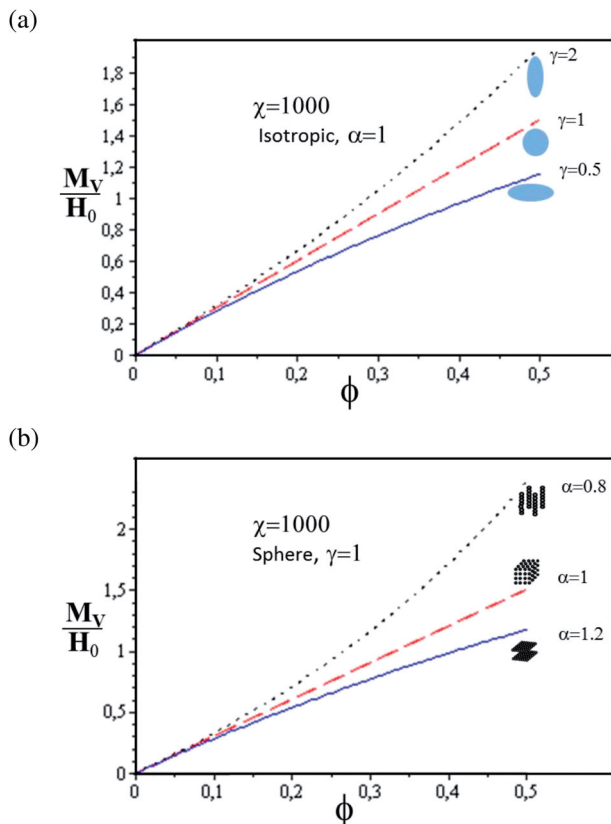 (a)
1,8
1,6
1,4
1,2
1
0,8
0,6
0,4
0,2
0
0,1
0,2
0,3
0,4
0,5
M_V
H_0
ϕ
χ=1000
Isotropic, α=1
γ=2
γ=1
γ=0.5
(b)
2
1,5
1
0,5
0
0
0,1
0,2
0,3
0,4
0,5
M_V
H_0
ϕ
χ=1000
Sphere, γ=1
α=0.8
α=1
α=1.2